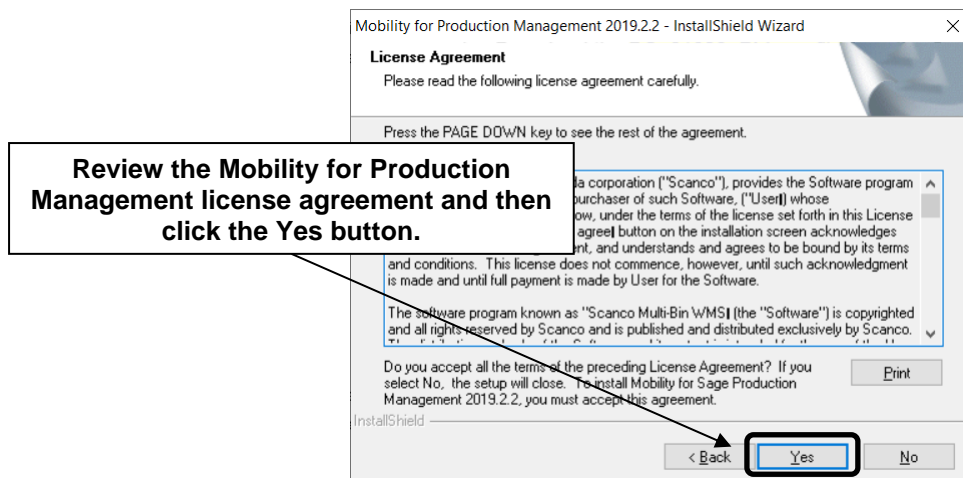 Mobility for Production Management 2019.2.2 - InstallShield Wizard
License Agreement
Please read the following license agreement carefully.
Press the PAGE DOWN key to see the rest of the agreement.
Review the Mobility for Production
Management license agreement and then
click the Yes button.
corporation ("Scanco"), provides the Software program
of such Software, ("User|) whose
under the terms of the license set forth in this License
agree| button on the installation screen acknowledges
and understands and agrees to be bound by its terms
and conditions. This license does not commence, however, until such acknowledgment
is made and until full payment is made by User for the Software.
The software program known as "Scanco Multi-Bin WMS| (the "Software") is copyrighted
and all rights reserved by Scanco and is published and distributed exclusively by Scanco.
Do you accept all the terms of the preceding License Agreement? If you
select No, the setup will close. To install Mobility for Sage Production
Management 2019.2.2, you must accept this agreement.
Print
InstallShield
< Back
Yes
No